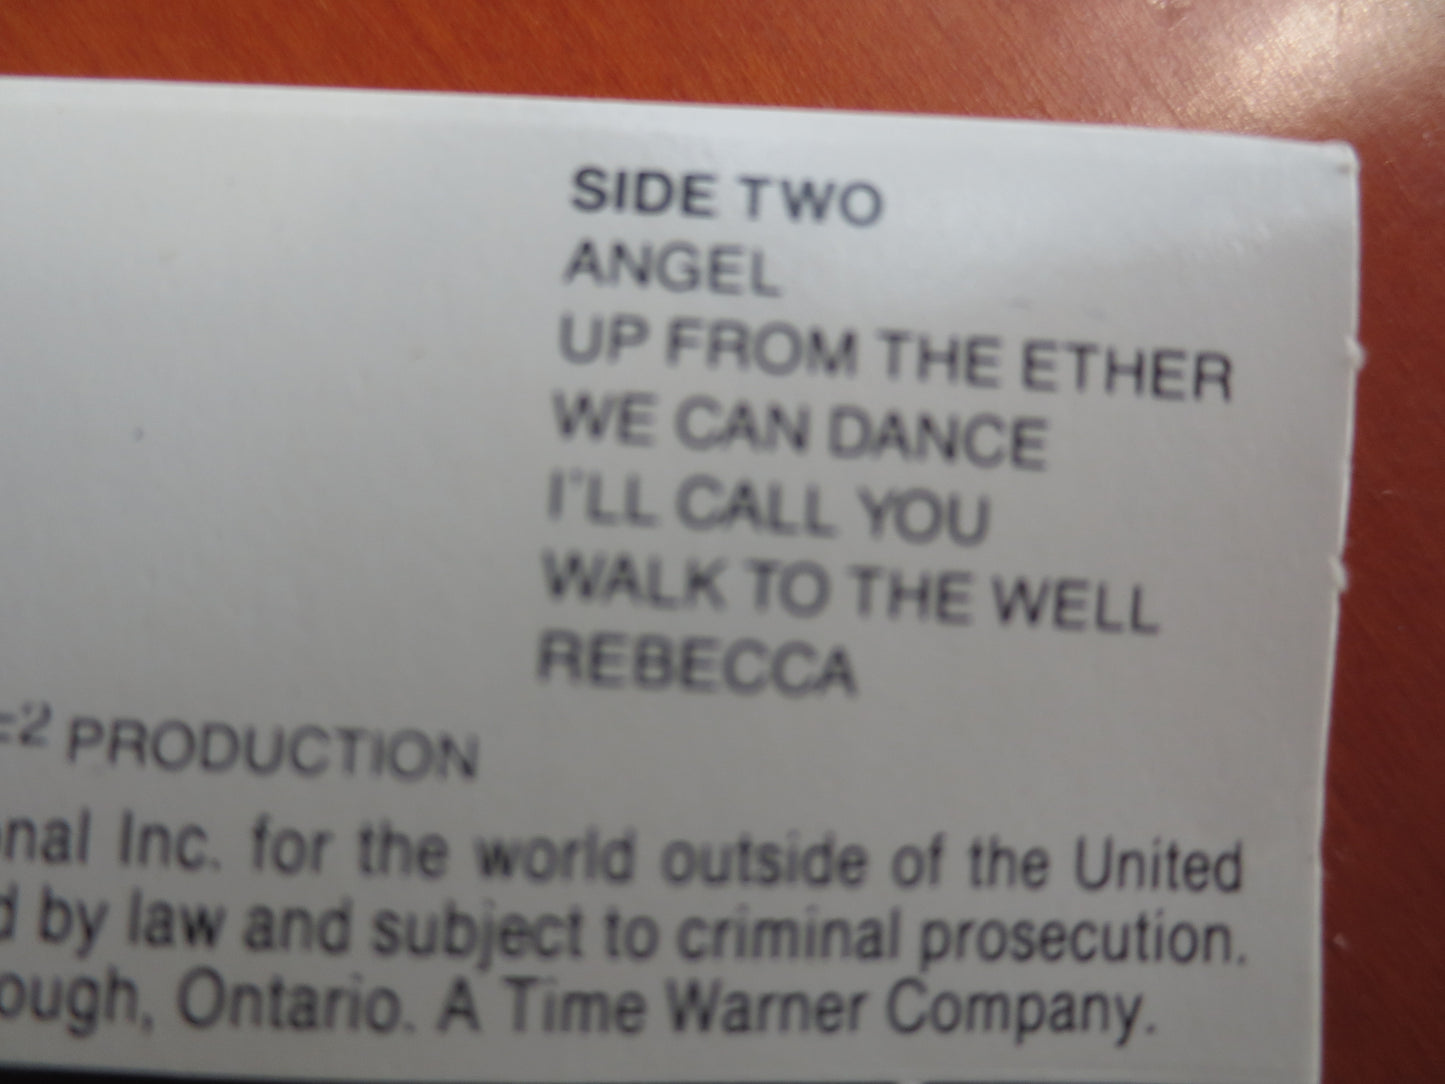 SIDE TWO
ANGEL
UP FROM THE ETHER
WE CAN DANCE
I'LL CALL YOU
WALK TO THE WELL
REBECCA
=2 PRODUCTION
onal Inc. for the world outside of the United
d by law and subject to criminal prosecution.
ough, Ontario. A Time Warner Company.